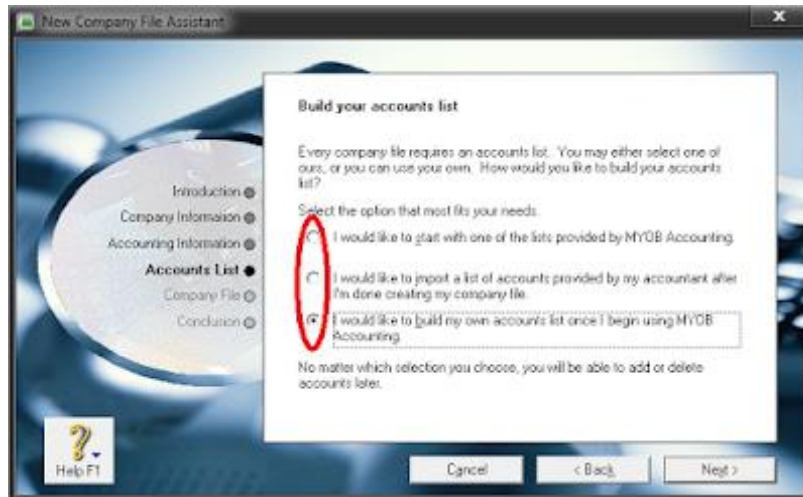 New Company File Assistant
Build your accounts list
Every company file requires an accounts list. You may either select one of
ours, or you can use your own. How would you like to build your accounts
list?
Select the option that most fits your needs.
I would like to start with one of the lists provided by MYOB Accounting.
I would like to import a list of accounts provided by my accountant after
I'm done creating my company file.
I would like to build my own accounts list once I begin using MYOB
Accounting.
No matter which selection you choose, you will be able to add or delete
accounts later.
Introduction
Company Information
Accounting Information
Accounts List
Company File
Conclusion
Help F1
Cancel
< Back
Next >